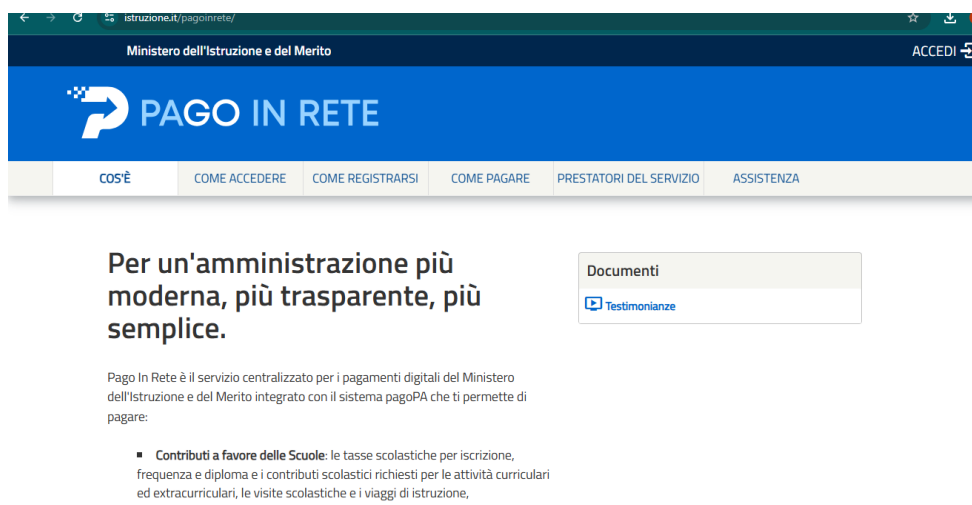 istruzione.it/pagoinrete/
Ministero dell'Istruzione e del Merito
ACCEDI
PAGO IN RETE
COS'È
COME ACCEDERE
COME REGISTRARSI
COME PAGARE
PRESTATORI DEL SERVIZIO
ASSISTENZA
Per un'amministrazione più
moderna, più trasparente, più
semplice.
Documenti
Testimonianze
Pago In Rete è il servizio centralizzato per i pagamenti digitali del Ministero
dell'Istruzione e del Merito integrato con il sistema pagoPA che ti permette di
pagare:
Contributi a favore delle Scuole: le tasse scolastiche per iscrizione,
frequenza e diploma e i contributi scolastici richiesti per le attività curriculari
ed extracurriculari, le visite scolastiche e i viaggi di istruzione,